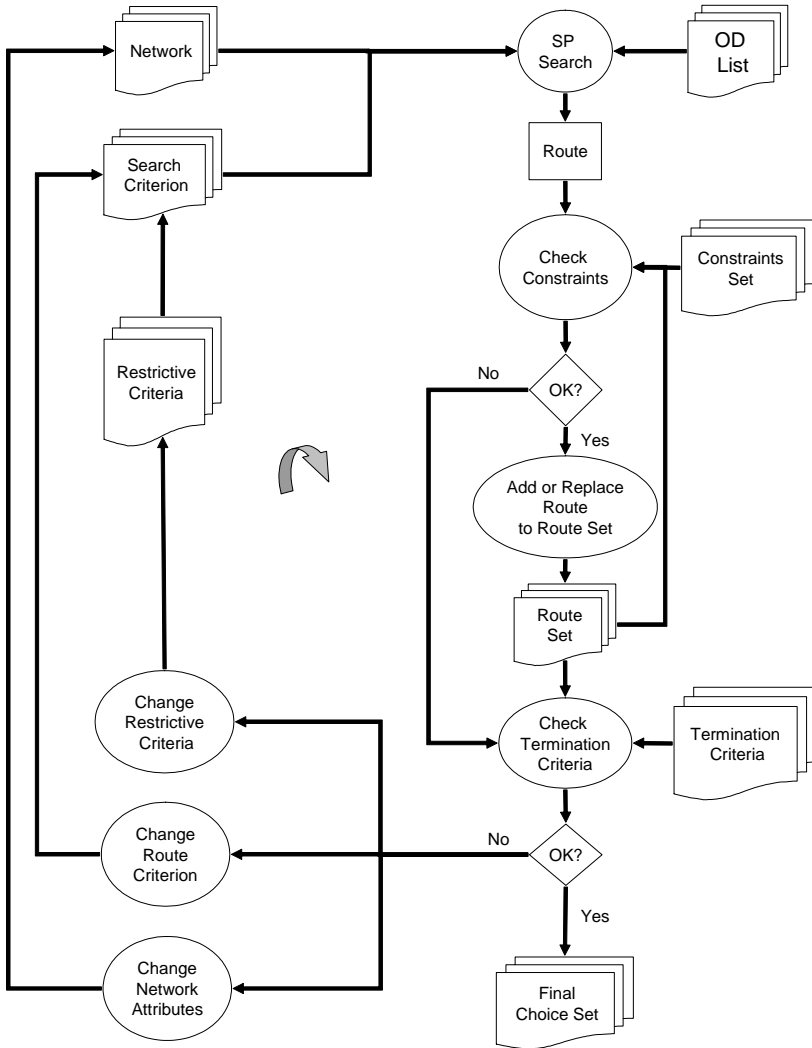 Network
SP
Search
OD
List
Search
Criterion
Route
Check
Constraints
Constraints
Set
Restrictive
Criteria
No
OK?
Yes
Add or Replace
Route
to Route Set
Route
Set
Change
Restrictive
Criteria
Check
Termination
Criteria
Termination
Criteria
Change
Route
Criterion
No
OK?
Yes
Change
Network
Attributes
Final
Choice Set